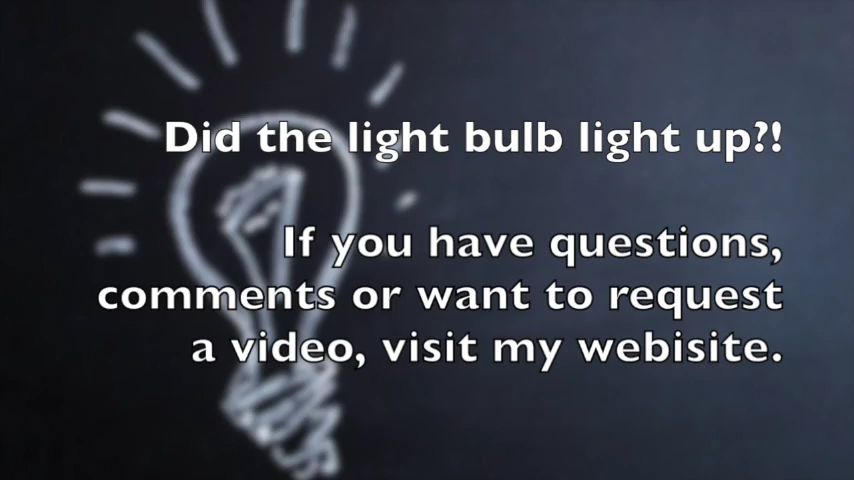 Did the light bulb light up?!
If you have questions,
comments or want to request
a video, visit my webisite.